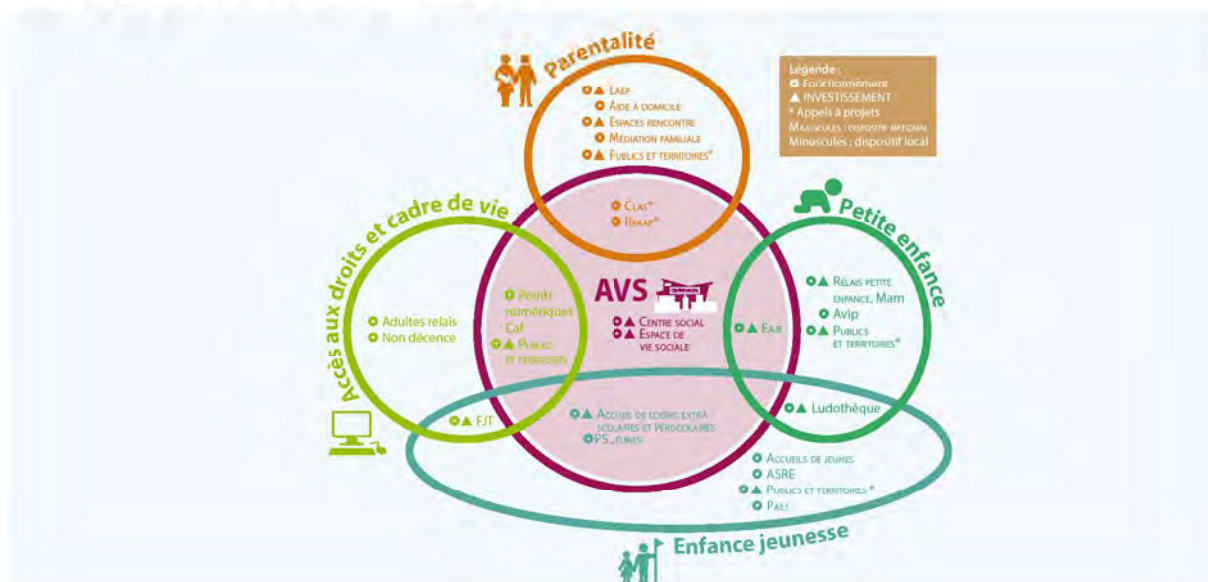 Parentalité
LAEP
AIDE À DOMICILE
ESPACES RENCONTRE
MÉDIATION FAMILIALE
PUBLICS ET TERRITOIRES*
CLAS*
REAAP*
Légende :
Fonctionnement
INVESTISSEMENT
* Appels à projets
MAJUSCULES : DISPOSITIF NATIONAL
Minuscules : dispositif local
Accès aux droits et cadre de vie
Adultes relais
Non décence
Points
numériques
Caf
PUBLICS
ET TERRITOIRES
AVS
CENTRE SOCIAL
ESPACE DE
VIE SOCIALE
Petite enfance
EAJE
RELAIS PETITE
ENFANCE, Mam
Avip
PUBLICS
ET TERRITOIRES*
Ludothèque
FJT
ACCUEIL DE LOISIRS EXTRA
SCOLAIRES ET PÉRISCOLAIRES
PS
ACCUEILS DE JEUNES
ASRE
PUBLICS ET TERRITOIRES *
Enfance jeunesse